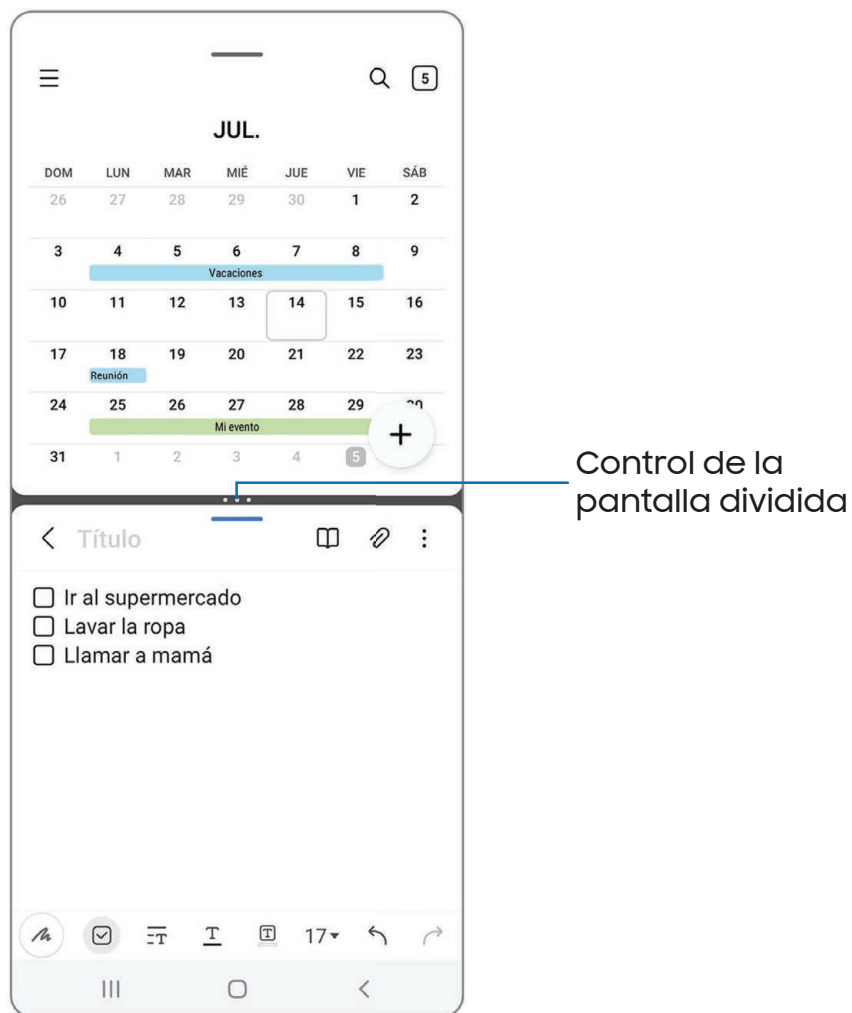 5
JUL.
DOM LUN MAR MIÉ JUE VIE SÁB
26 27 28 29 30 1 2
3 4 5 6 7 8 9
Vacaciones
10 11 12 13 14 15 16
17 18 19 20 21 22 23
Reunión
24 25 26 27 28 29
Mi evento
31 1 2 3 4 5
Control de la
pantalla dividida
Título
Ir al supermercado
Lavar la ropa
Llamar a mamá
17